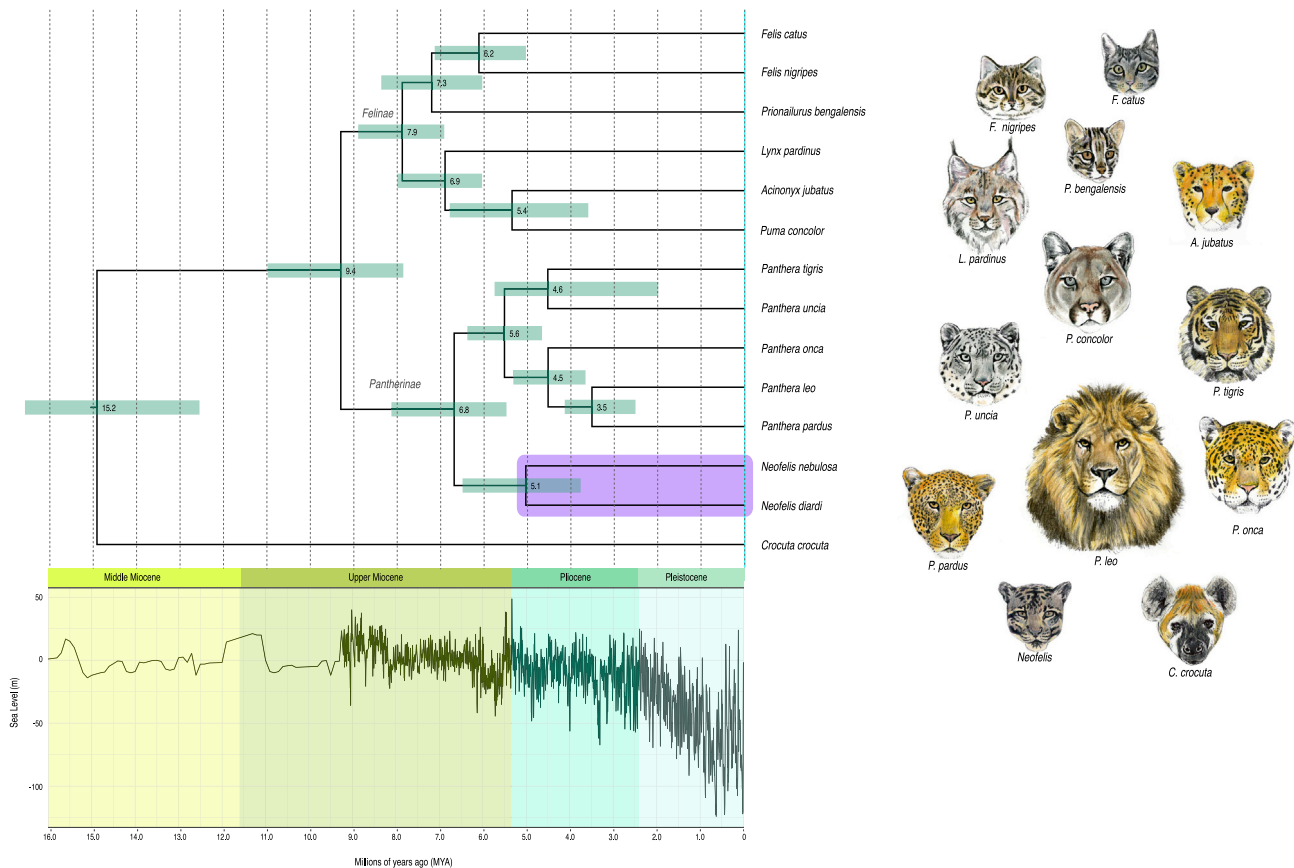 Felis catus
6.2
Felis nigripes
7.3
Prionailurus bengalensis
Felinae
7.9
Lynx pardinus
6.9
Acinonyx jubatus
5.4
Puma concolor
9.4
Panthera tigris
4.6
Panthera uncia
5.6
Panthera onca
4.5
Pantherinae
Panthera leo
3.5
6.8
15.2
Panthera pardus
Neofelis nebulosa
5.1
Neofelis diardi
Crocuta crocuta
F. catus
F. nigripes
P. bengalensis
A. jubatus
L. pardinus
P. concolor
P. tigris
P. uncia
P. onca
P. leo
P. pardus
Neofelis
C. crocuta
Middle Miocene Upper Miocene Pliocene Pleistocene
50
0
-50
-100
Sea Level (m)
16.0 15.0 14.0 13.0 12.0 11.0 10.0 9.0 8.0 7.0 6.0 5.0 4.0 3.0 2.0 1.0 0
Millions of years ago (MYA)